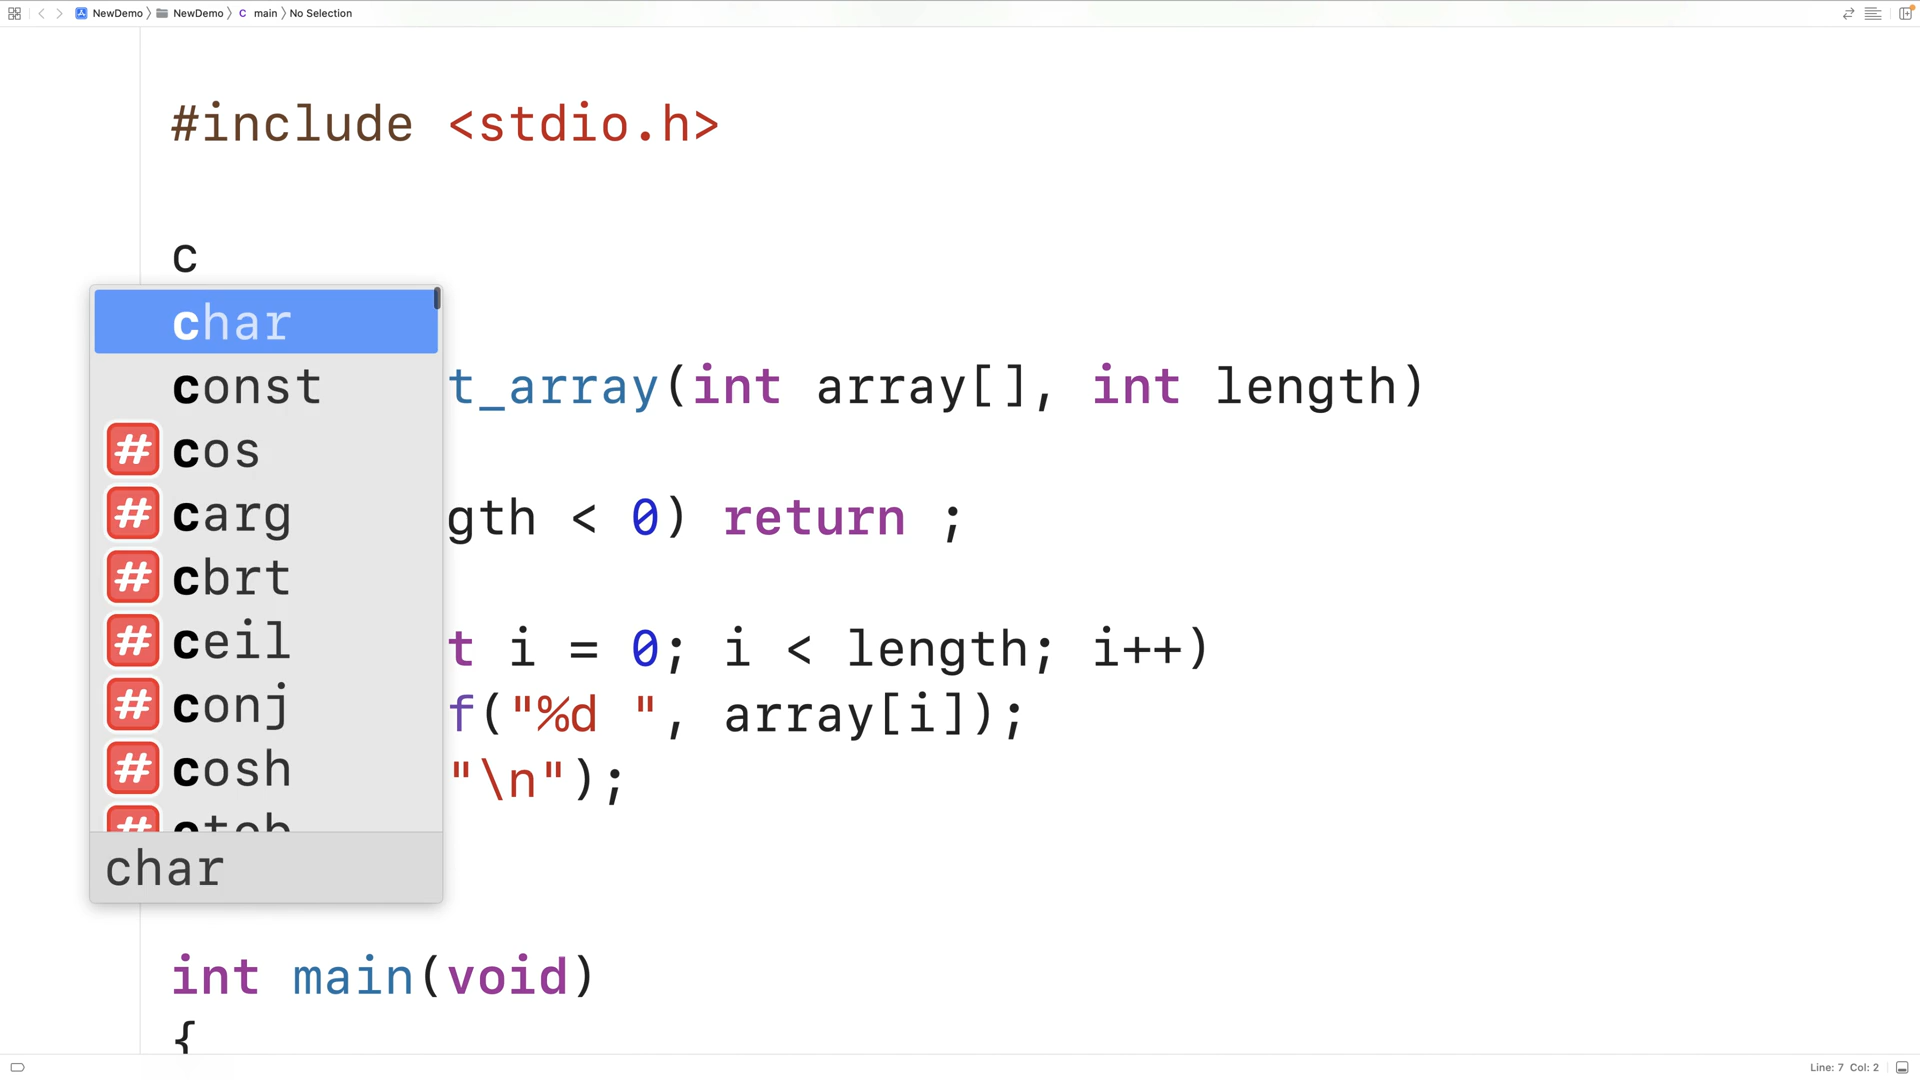 NewDemo 〉 NewDemo 〉 C main 〉 No Selection
#include <stdio.h>
c
char
const
t_array(int array[], int length)
# cos
# carg
gth < 0) return ;
# cbrt
# ceil
t i = 0; i < length; i++)
# conj
f("%d ", array[i]);
# cosh
"\n");
char
int main(void)
{
Line: 7 Col: 2